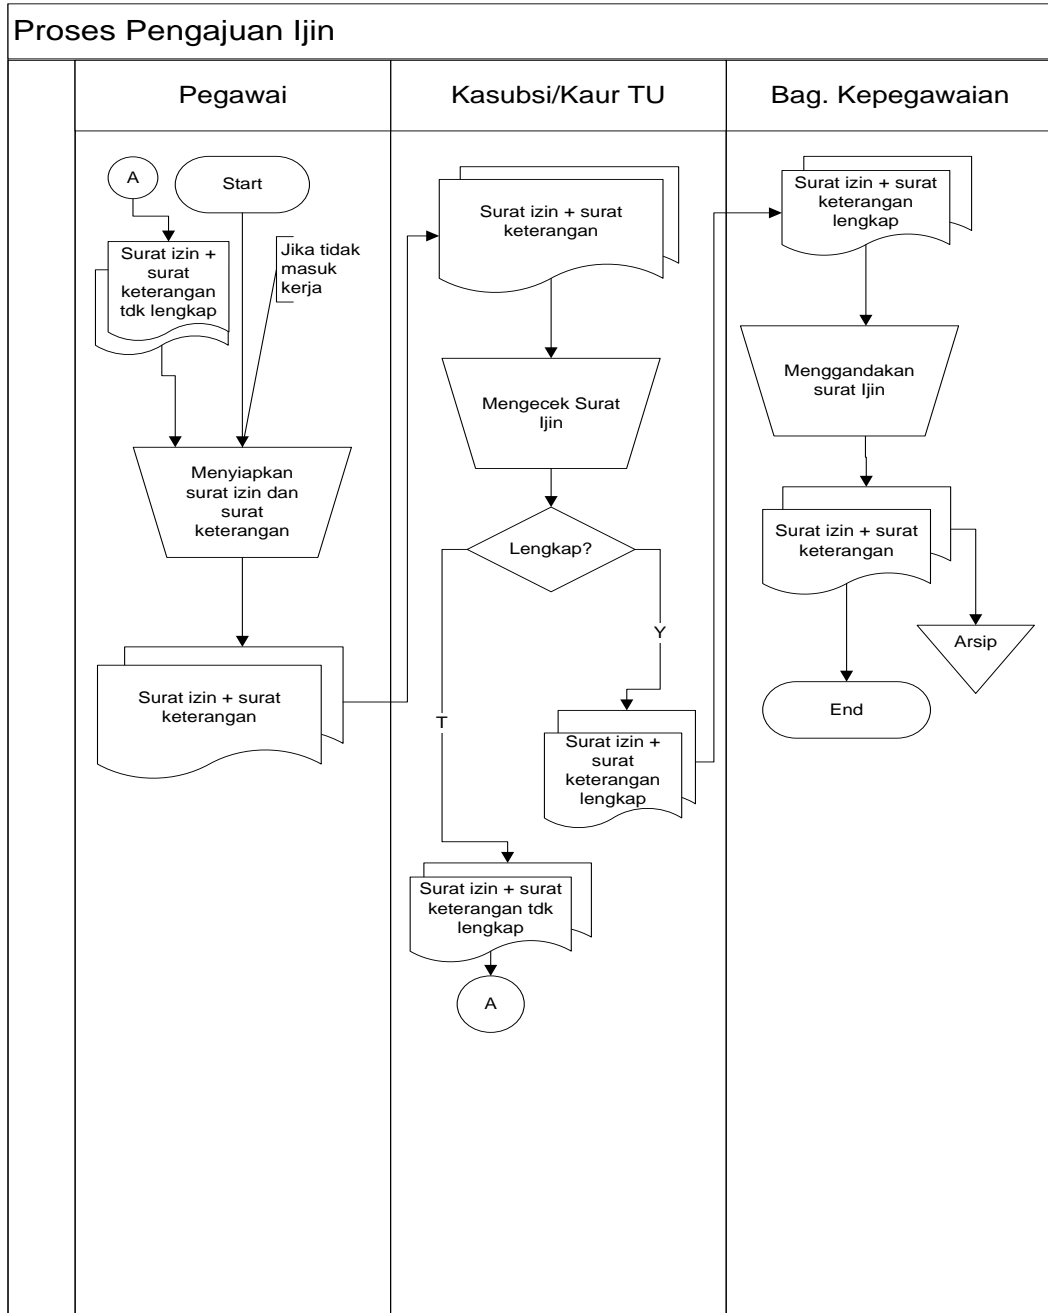 Proses Pengajuan Ijin
Pegawai
Kasubsi/Kaur TU
Bag. Kepegawaian
A
Start
Surat izin +
surat
keterangan
tdk lengkap
Jika tidak
masuk
kerja
Menyiapkan
surat izin dan
surat
keterangan
Surat izin + surat
keterangan
Surat izin + surat
keterangan
Mengecek Surat
Ijin
Lengkap?
T
Y
Surat izin +
surat
keterangan
lengkap
Surat izin + surat
keterangan tdk
lengkap
A
Surat izin + surat
keterangan
lengkap
Menggandakan
surat Ijin
Surat izin + surat
keterangan
Arsip
End